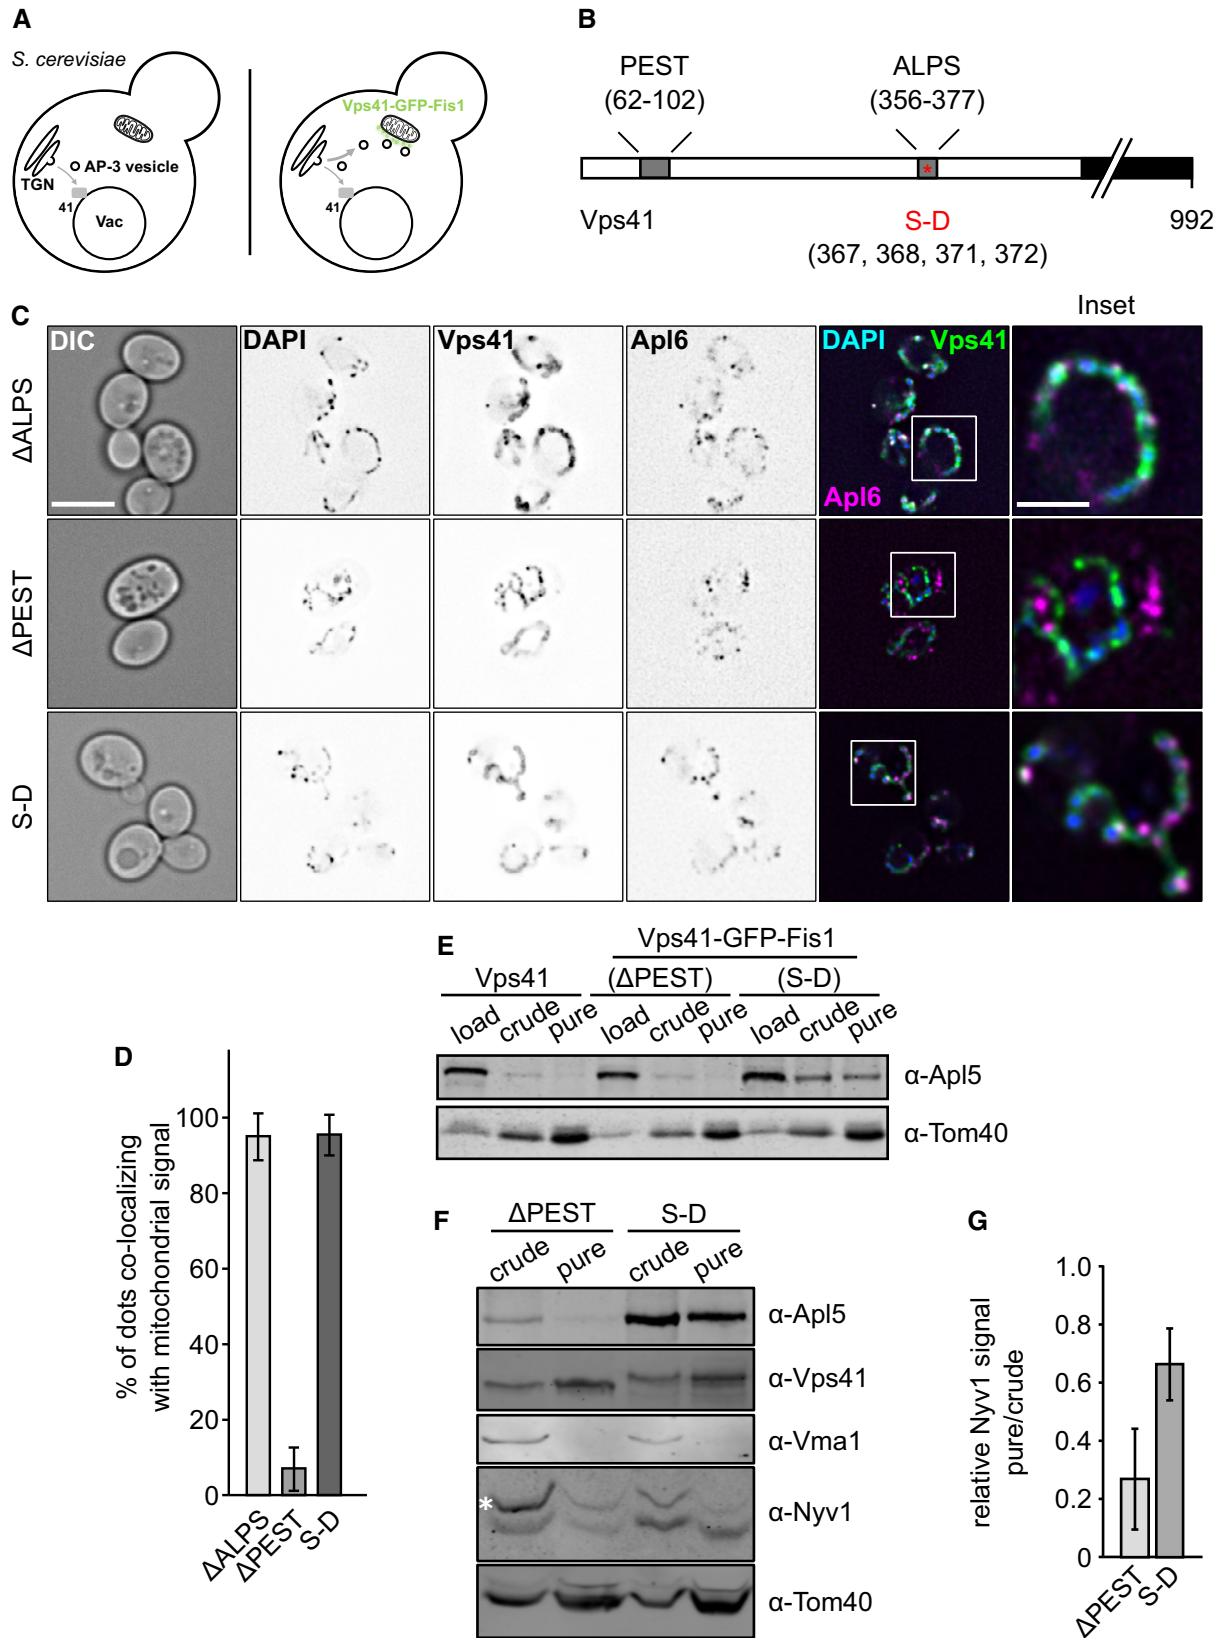 A
S. cerevisiae
TGN
AP-3 vesicle
41
Vac
Vps41-GFP-Fis1
41
B
PEST
(62-102)
ALPS
(356-377)
*
Vps41
S-D
(367, 368, 371, 372)
992
C
Inset
DIC
DAPI
Vps41
Apl6
DAPI
Vps41
Apl6
ΔALPS
ΔPEST
S-D
D
% of dots co-localizing
with mitochondrial signal
100
80
60
40
20
0
ΔALPS
ΔPEST
S-D
E
Vps41-GFP-Fis1
Vps41
(ΔPEST)
(S-D)
load
crude
pure
load
crude
pure
load
crude
pure
α-Apl5
α-Tom40
F
ΔPEST
S-D
crude
pure
crude
pure
α-Apl5
α-Vps41
α-Vma1
*
α-Nyv1
α-Tom40
G
relative Nyv1 signal
pure/crude
1.0
0.8
0.6
0.4
0.2
0
ΔPEST
S-D